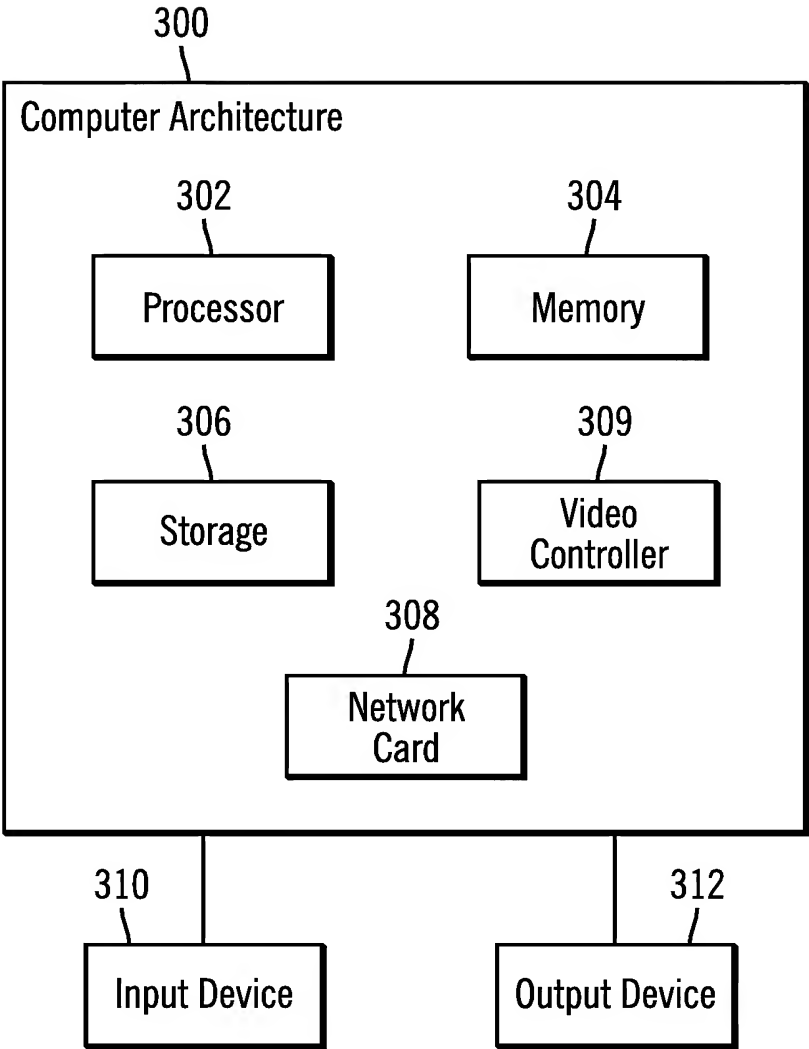 300
Computer Architecture
302
304
Processor
Memory
306
309
Storage
Video
Controller
308
Network
Card
310
312
Input Device
Output Device